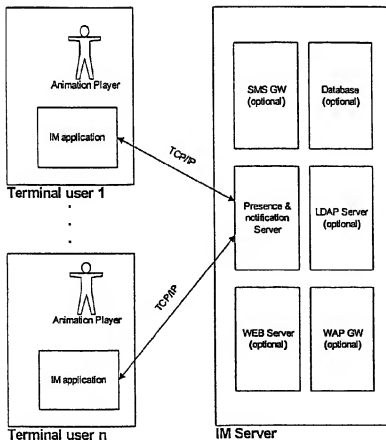 Animation Player
IM application
Terminal user 1
TCP/IP
Animation Player
IM application
Terminal user n
TCP/IP
SMS GW
(optional)
Database
(optional)
Presence &
notification
Server
LDAP Server
(optional)
WEB Server
(optional)
WAP GW
(optional)
IM Server